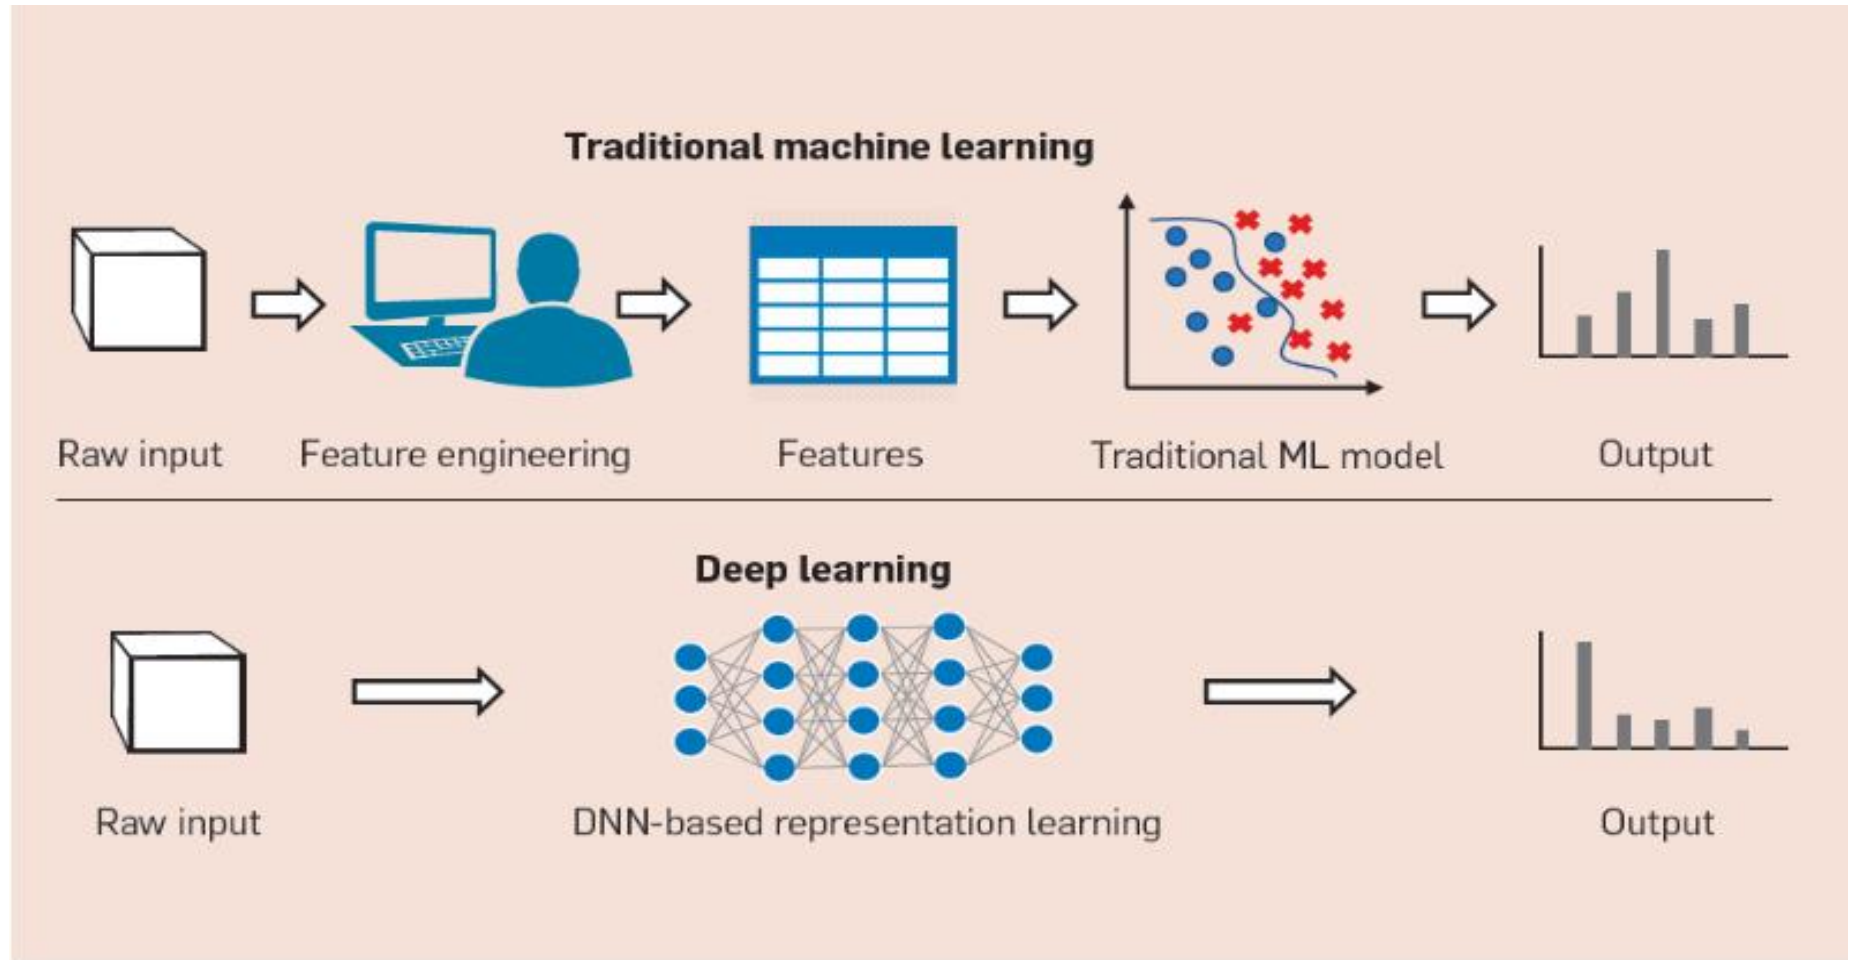 Traditional machine learning
Raw input
Feature engineering
Features
Traditional ML model
Output
Deep learning
Raw input
DNN-based representation learning
Output